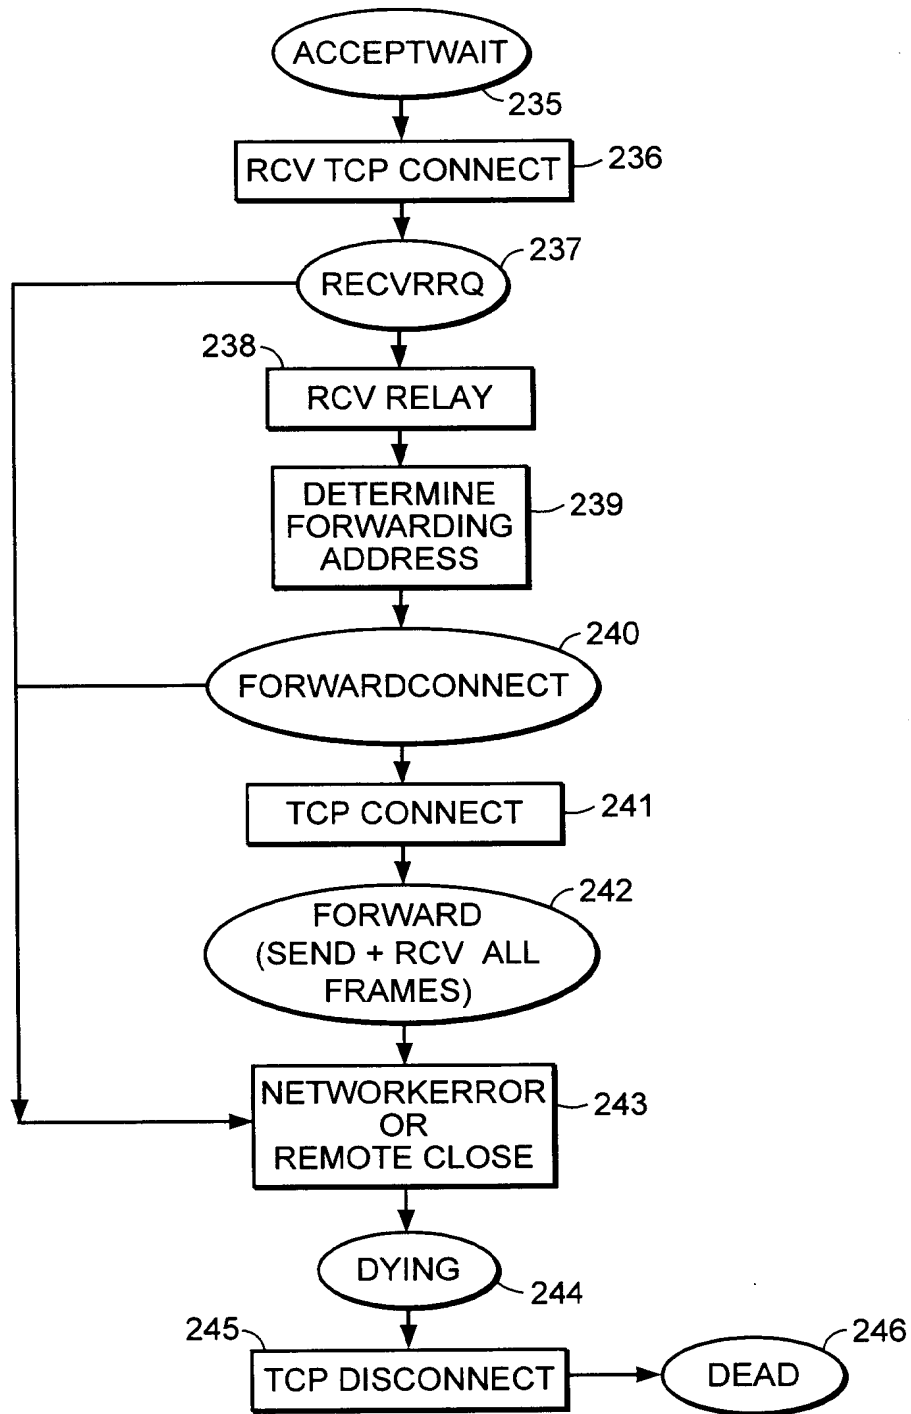 ACCEPTWAIT
235
RCV TCP CONNECT
236
237
RECVRRQ
238
RCV RELAY
DETERMINE
FORWARDING
ADDRESS
239
240
FORWARDCONNECT
TCP CONNECT
241
242
FORWARD
(SEND + RCV ALL
FRAMES)
NETWORKERROR
OR
REMOTE CLOSE
243
DYING
244
245
TCP DISCONNECT
246
DEAD